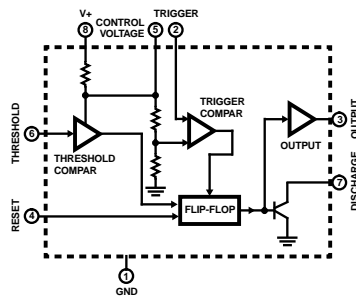 V+
CONTROL
VOLTAGE
TRIGGER
8
5
2
THRESHOLD
6
THRESHOLD
COMPAR
TRIGGER
COMPAR
OUTPUT
3
OUTPUT
7
DISCHARGE
RESET
4
FLIP-FLOP
1
GND